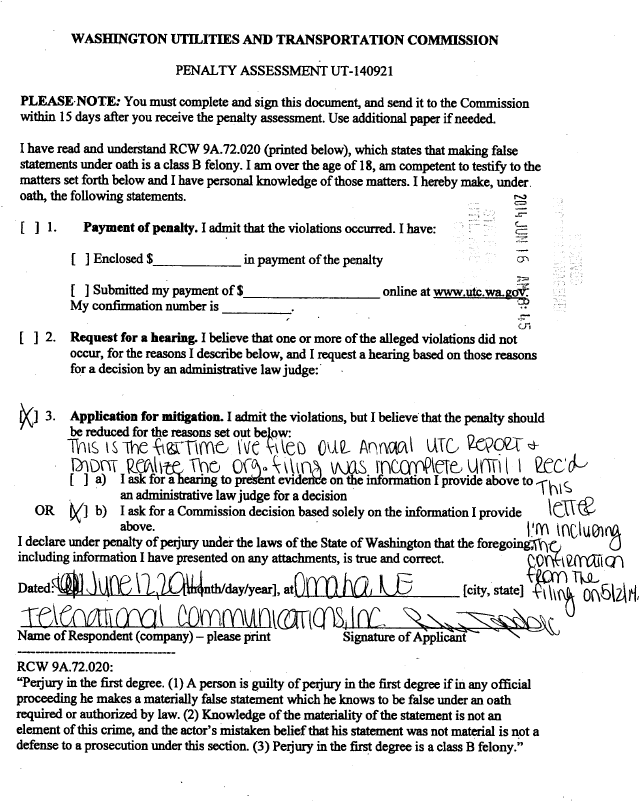 WASHINGTON UTILITIES AND TRANSPORTATION COMMISSION
PENALTY ASSESSMENT UT-140921
PLEASE NOTE: You must complete and sign this document, and send it to the Commission
within 15 days after you receive the penalty assessment. Use additional paper if needed.
I have read and understand RCW 9A.72.020 (printed below), which states that making false
statements under oath is a class B felony. I am over the age of 18, am competent to testify to the
matters set forth below and I have personal knowledge of those matters. I hereby make, under
oath, the following statements.
2014 JUN 16 AM 8:45
[ ] 1. Payment of penalty. I admit that the violations occurred. I have:
[ ] Enclosed $______________ in payment of the penalty
[ ] Submitted my payment of $______________________ online at www.utc.wa.gov.
My confirmation number is ___________.
[ ] 2. Request for a hearing. I believe that one or more of the alleged violations did not
occur, for the reasons I describe below, and I request a hearing based on those reasons
for a decision by an administrative law judge:
[X] 3. Application for mitigation. I admit the violations, but I believe that the penalty should
be reduced for the reasons set out below:
This is the first time I've filed our Annual UTC Report &
Didn't Realize the org. filing was incomplete until I Rec'd
This
letter
I'm including
The
confirmation
from the
filing on 5/2/14.
[ ] a) I ask for a hearing to present evidence on the information I provide above to
an administrative law judge for a decision
OR [X] b) I ask for a Commission decision based solely on the information I provide
above.
I declare under penalty of perjury under the laws of the State of Washington that the foregoing,
including information I have presented on any attachments, is true and correct.
Dated: June 12, 2014 [month/day/year], at Omaha, NE [city, state]
Telenational Communications, Inc
Name of Respondent (company) – please print Signature of Applicant
RCW 9A.72.020:
"Perjury in the first degree. (1) A person is guilty of perjury in the first degree if in any official
proceeding he makes a materially false statement which he knows to be false under an oath
required or authorized by law. (2) Knowledge of the materiality of the statement is not an
element of this crime, and the actor's mistaken belief that his statement was not material is not a
defense to a prosecution under this section. (3) Perjury in the first degree is a class B felony."